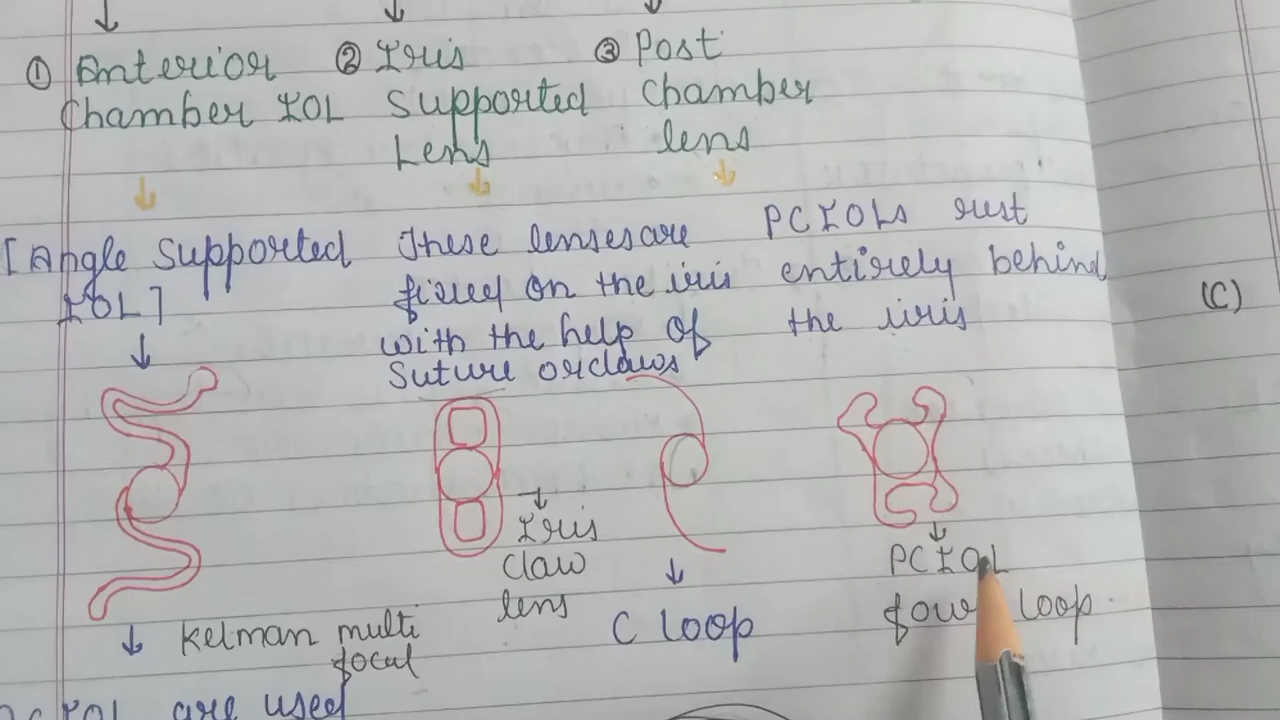 ① Anterior
Chamber IOL
② Iris
Supported
Lens
③ Post
Chamber
lens
[Angle Supported
IOL]
These lenses are
fixed on the iris
with the help of
Suture or claws
PCIOLs rest
entirely behind
the iris
(C)
Iris
claw
lens
Kelman multi
focal
C loop
PCIOL
four loop
IOL are used